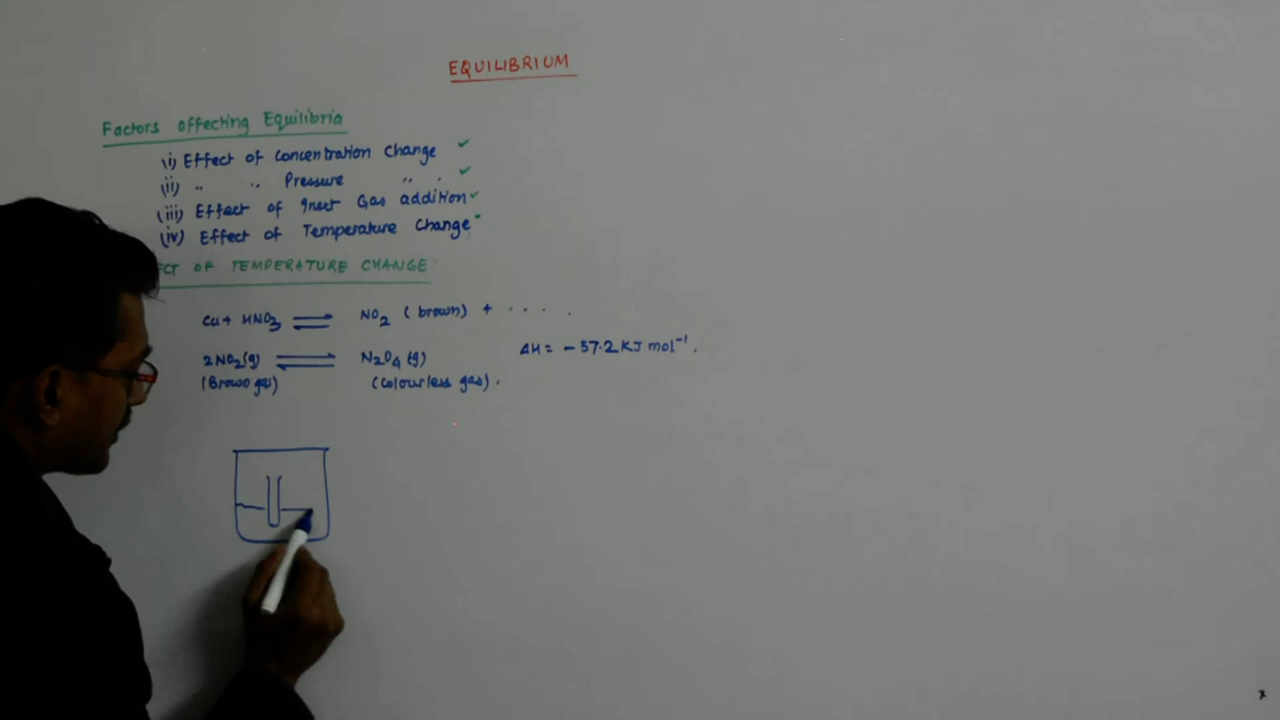 EQUILIBRIUM
Factors affecting Equilibria
(i) Effect of Concentration Change ✓
(ii) ,, ,, Pressure ,, . ✓
(iii) Effect of Inert Gas addition ✓
(iv) Effect of Temperature Change
OF TEMPERATURE CHANGE
Cu + HNO₃ ⇌ NO₂ (brown) + . . . .
2NO₂(g) ⇌ N₂O₄(g) ΔH = -57.2 KJ mol⁻¹.
(Brown gas) (Colourless gas).